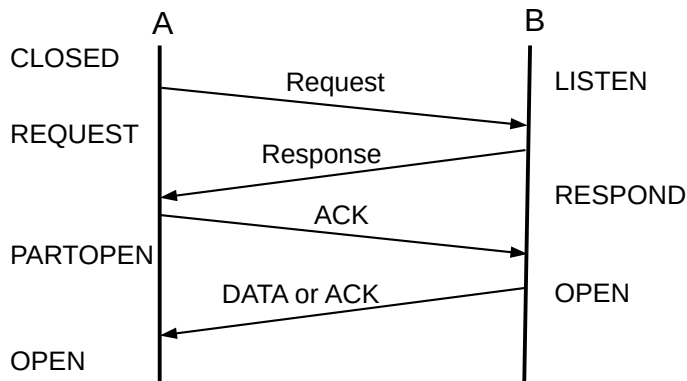 A
B
CLOSED
Request
LISTEN
REQUEST
Response
RESPOND
ACK
PARTOPEN
DATA or ACK
OPEN
OPEN